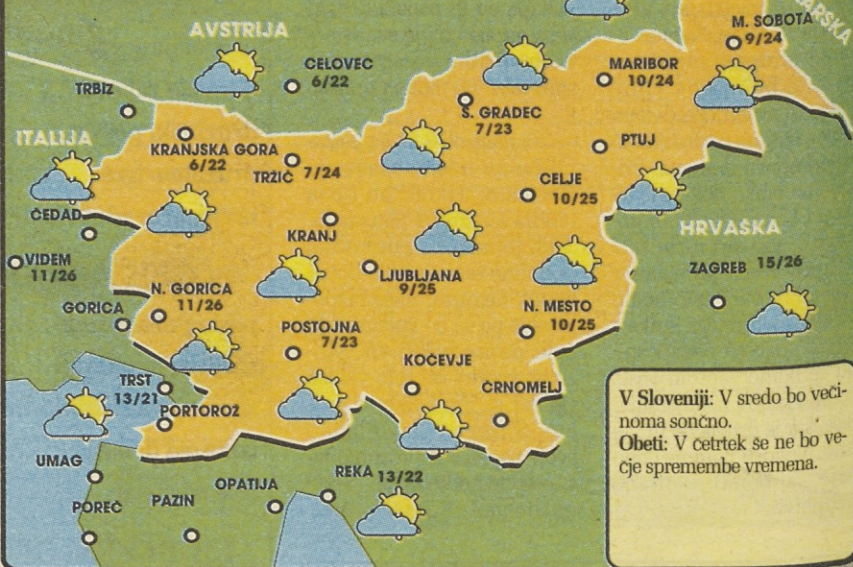 AVSTRIJA
M. SOBOTA
9/24
CELOVEC
6/22
MARIBOR
10/24
TRBIŽ
S. GRADEC
7/23
ITALIJA
KRANJSKA GORA
6/22
TRŽIČ 7/24
PTUJ
CELJE
10/25
ČEDAD
KRANJ
HRVAŠKA
VIDEM
11/26
LJUBLJANA
9/25
ZAGREB 15/26
N. GORICA
11/26
GORICA
N. MESTO
10/25
POSTOJNA
7/23
KOČEVJE
TRST
13/21
ČRNOMELJ
PORTOROŽ
UMAG
REKA 13/22
OPATIJA
PAZIN
POREČ
V Sloveniji: V sredo bo veči-
noma sončno.
Obeti: V četrtek še ne bo ve-
čje spremembe vremena.